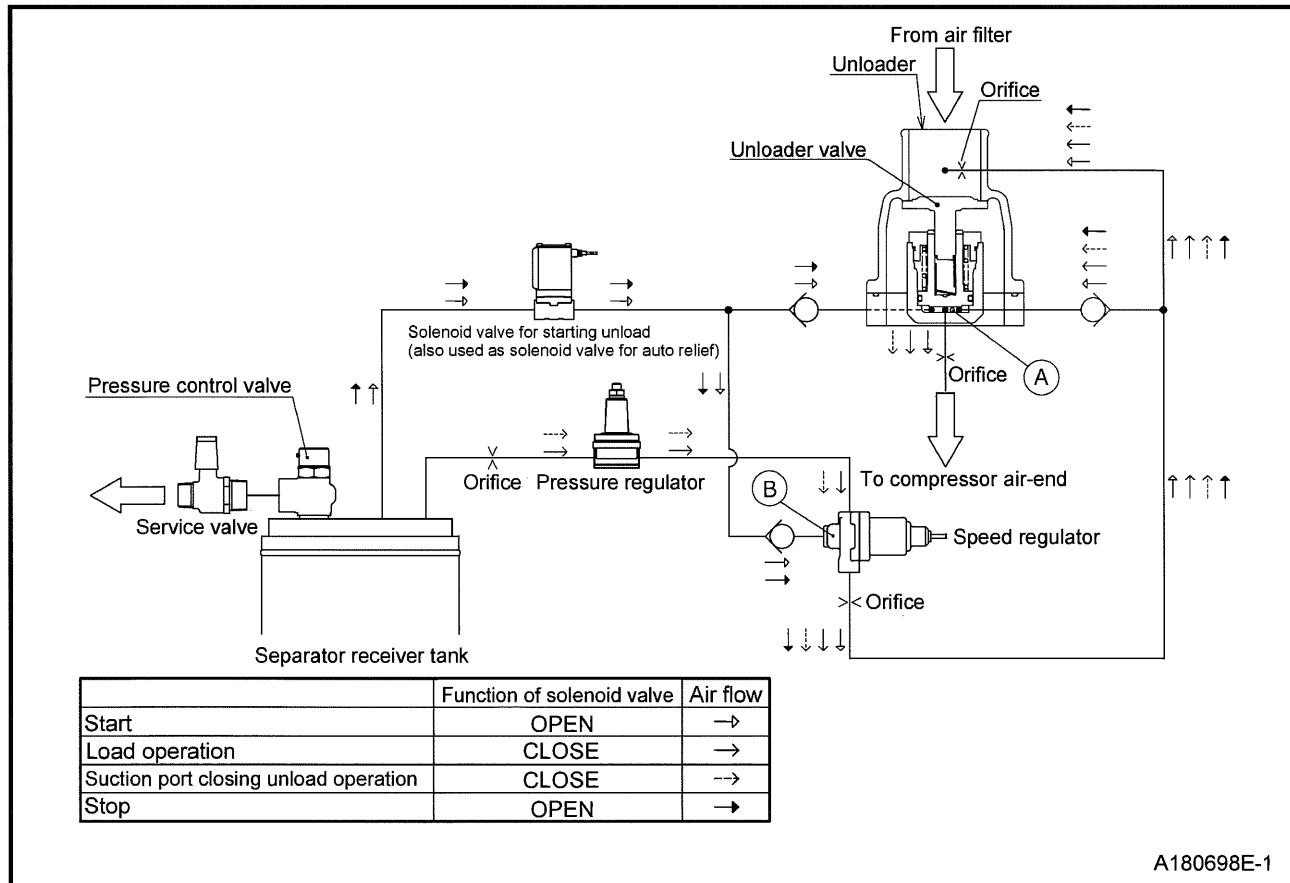 From air filter
Unloader
Orifice
Unloader valve
Solenoid valve for starting unload
(also used as solenoid valve for auto relief)
Pressure control valve
Orifice
A
Orifice
Pressure regulator
To compressor air-end
Service valve
B
Speed regulator
Orifice
Separator receiver tank
Function of solenoid valve Air flow
Start OPEN
Load operation CLOSE
Suction port closing unload operation CLOSE
Stop OPEN
A180698E-1